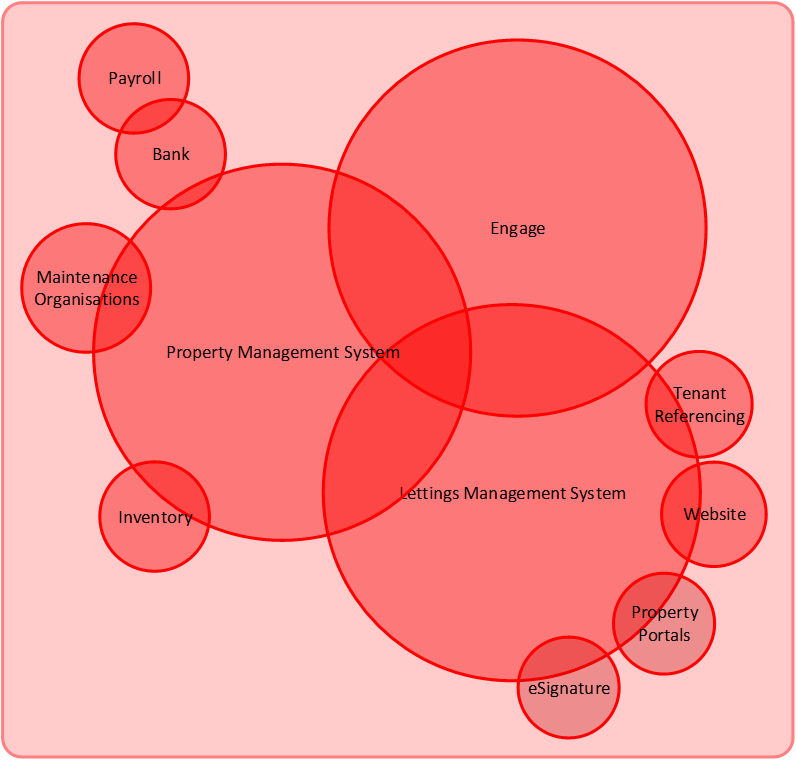 Payroll
Bank
Engage
Maintenance
Organisations
Property Management System
Tenant
Referencing
Lettings Management System
Inventory
Website
Property
Portals
eSignature